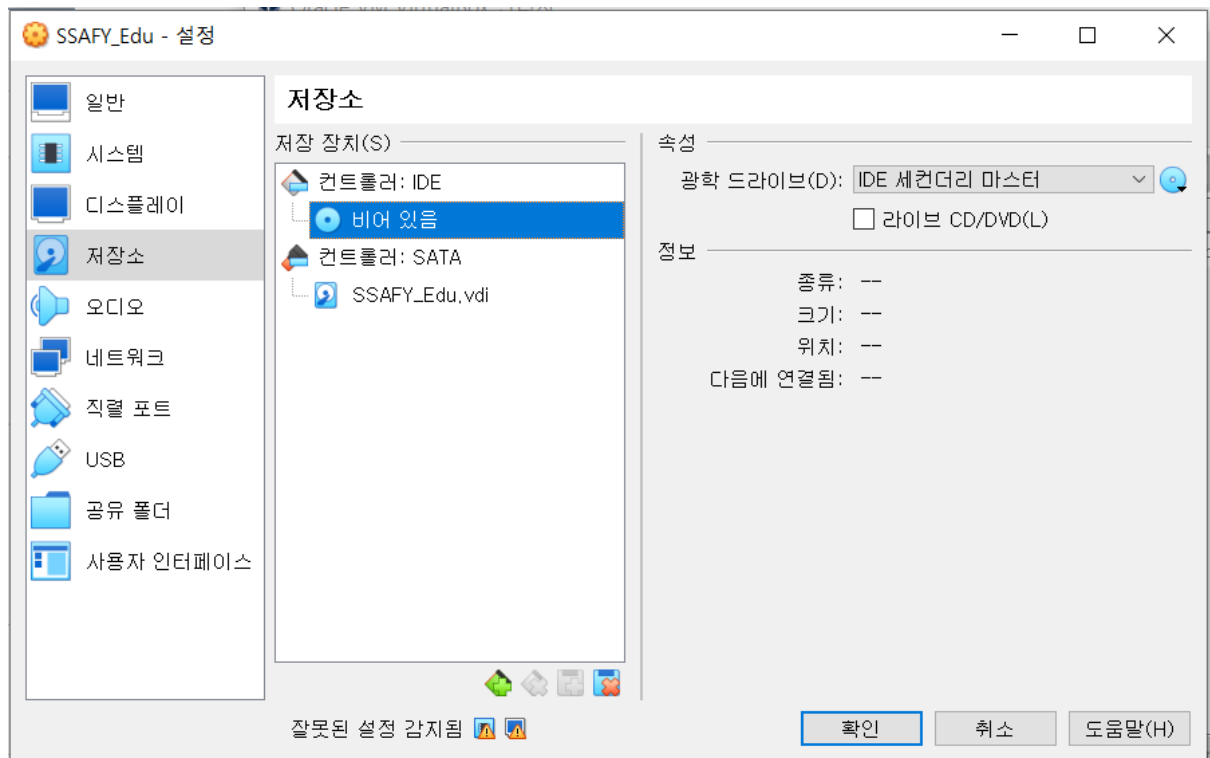 SSAFY_Edu - 설정
일반
시스템
디스플레이
저장소
오디오
네트워크
직렬 포트
USB
공유 폴더
사용자 인터페이스
저장소
저장 장치(S)
컨트롤러: IDE
비어 있음
컨트롤러: SATA
SSAFY_Edu.vdi
속성
광학 드라이브(D): IDE 세컨더리 마스터
라이브 CD/DVD(L)
정보
종류: --
크기: --
위치: --
다음에 연결됨: --
잘못된 설정 감지됨
확인 취소 도움말(H)